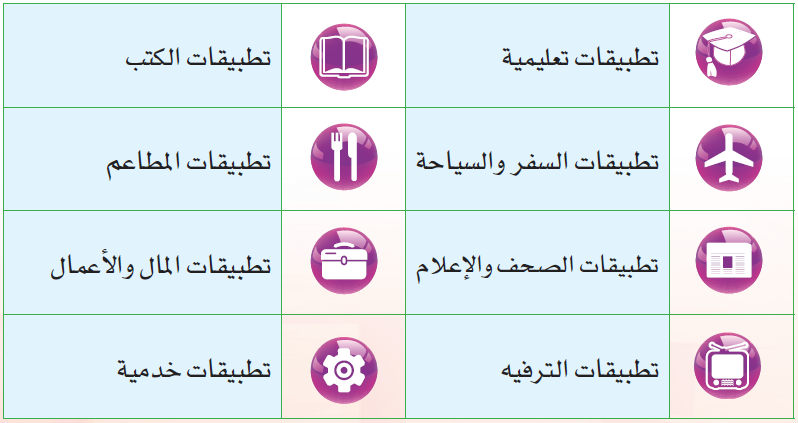 تطبيقات تعليمية
تطبيقات الكتب
تطبيقات السفر والسياحة
تطبيقات المطاعم
تطبيقات الصحف والإعلام
تطبيقات المال والأعمال
تطبيقات الترفيه
تطبيقات خدمية